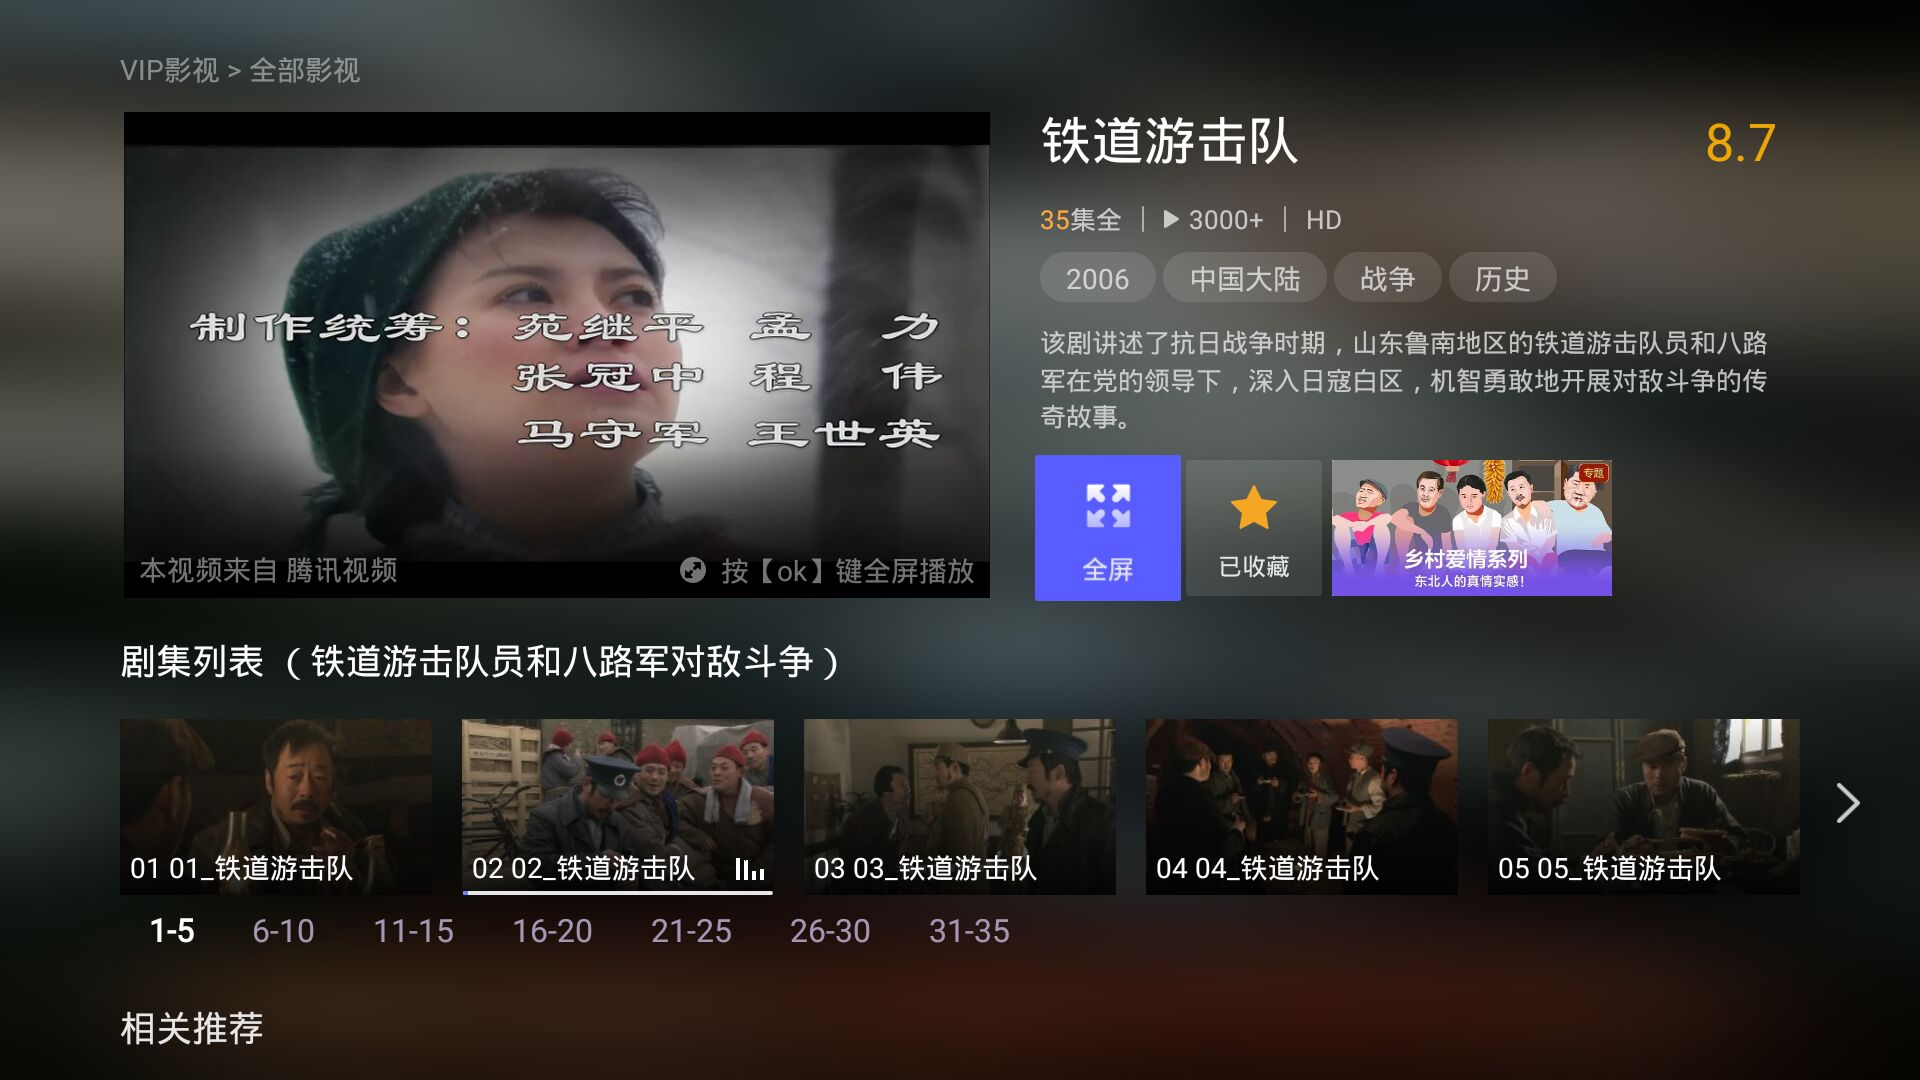 VIP影视 > 全部影视
制作统筹：苑继平 孟 力
张冠中 程 伟
马守军 王世英
本视频来自 腾讯视频
按【ok】键全屏播放
铁道游击队
8.7
35集全 | 3000+ | HD
2006 中国大陆 战争 历史
该剧讲述了抗日战争时期，山东鲁南地区的铁道游击队员和八路
军在党的领导下，深入日寇白区，机智勇敢地开展对敌斗争的传
奇故事。
全屏
已收藏
专题
乡村爱情系列
东北人的真情实感！
剧集列表 （铁道游击队员和八路军对敌斗争）
01 01_铁道游击队
02 02_铁道游击队
03 03_铁道游击队
04 04_铁道游击队
05 05_铁道游击队
1-5 6-10 11-15 16-20 21-25 26-30 31-35
相关推荐